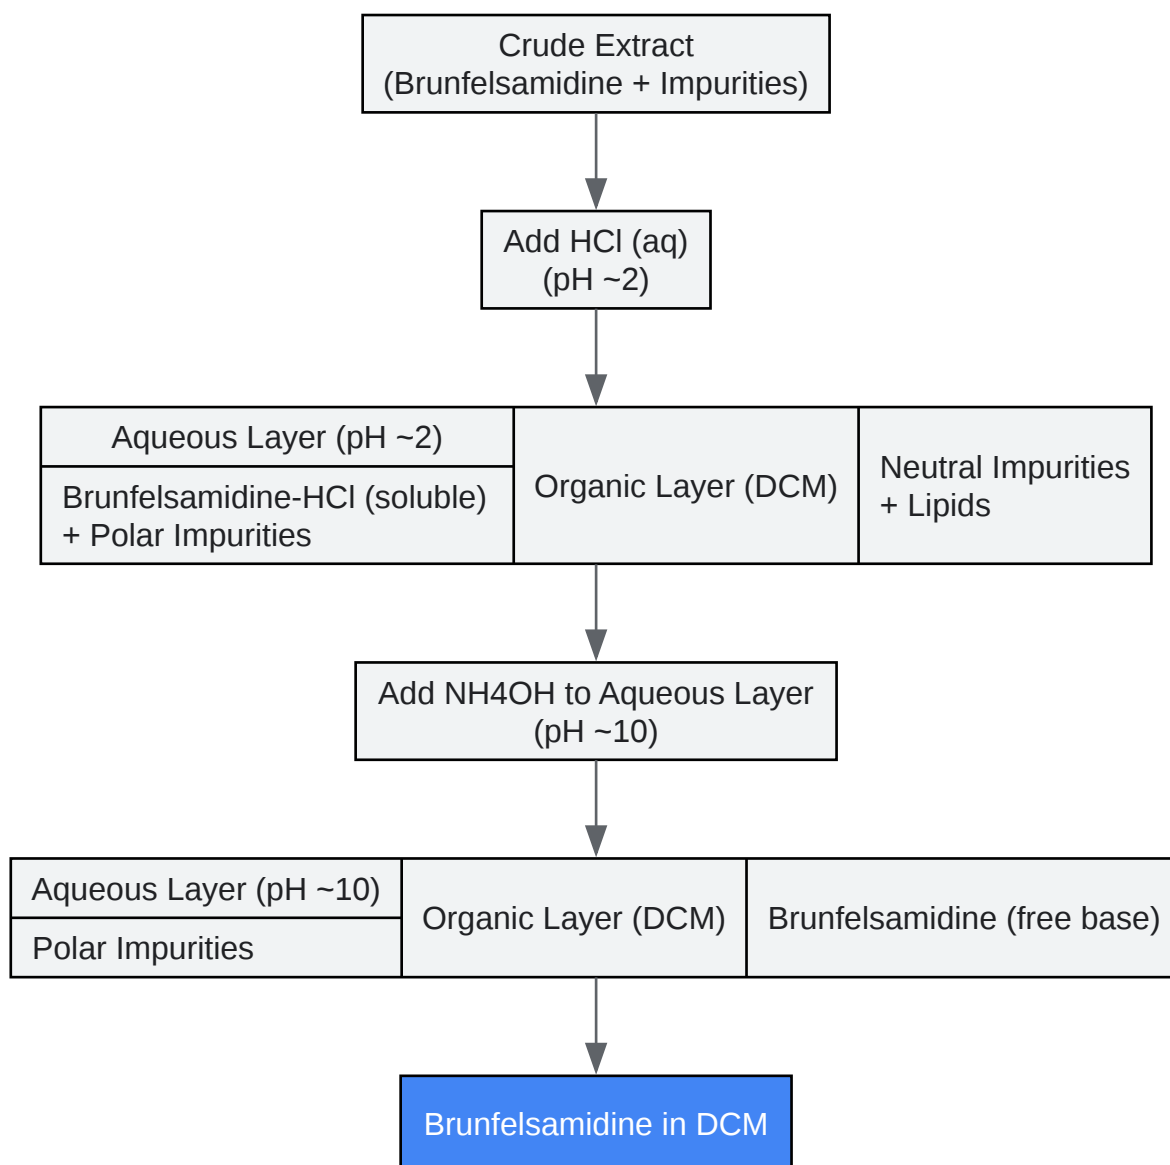 Crude Extract
(Brunfelsamidine + Impurities)
Add HCl (aq)
(pH ~2)
Aqueous Layer (pH ~2)
Brunfelsamidine-HCl (soluble)
+ Polar Impurities
Organic Layer (DCM)
Neutral Impurities
+ Lipids
Add NH4OH to Aqueous Layer
(pH ~10)
Aqueous Layer (pH ~10)
Polar Impurities
Organic Layer (DCM)
Brunfelsamidine (free base)
Brunfelsamidine in DCM